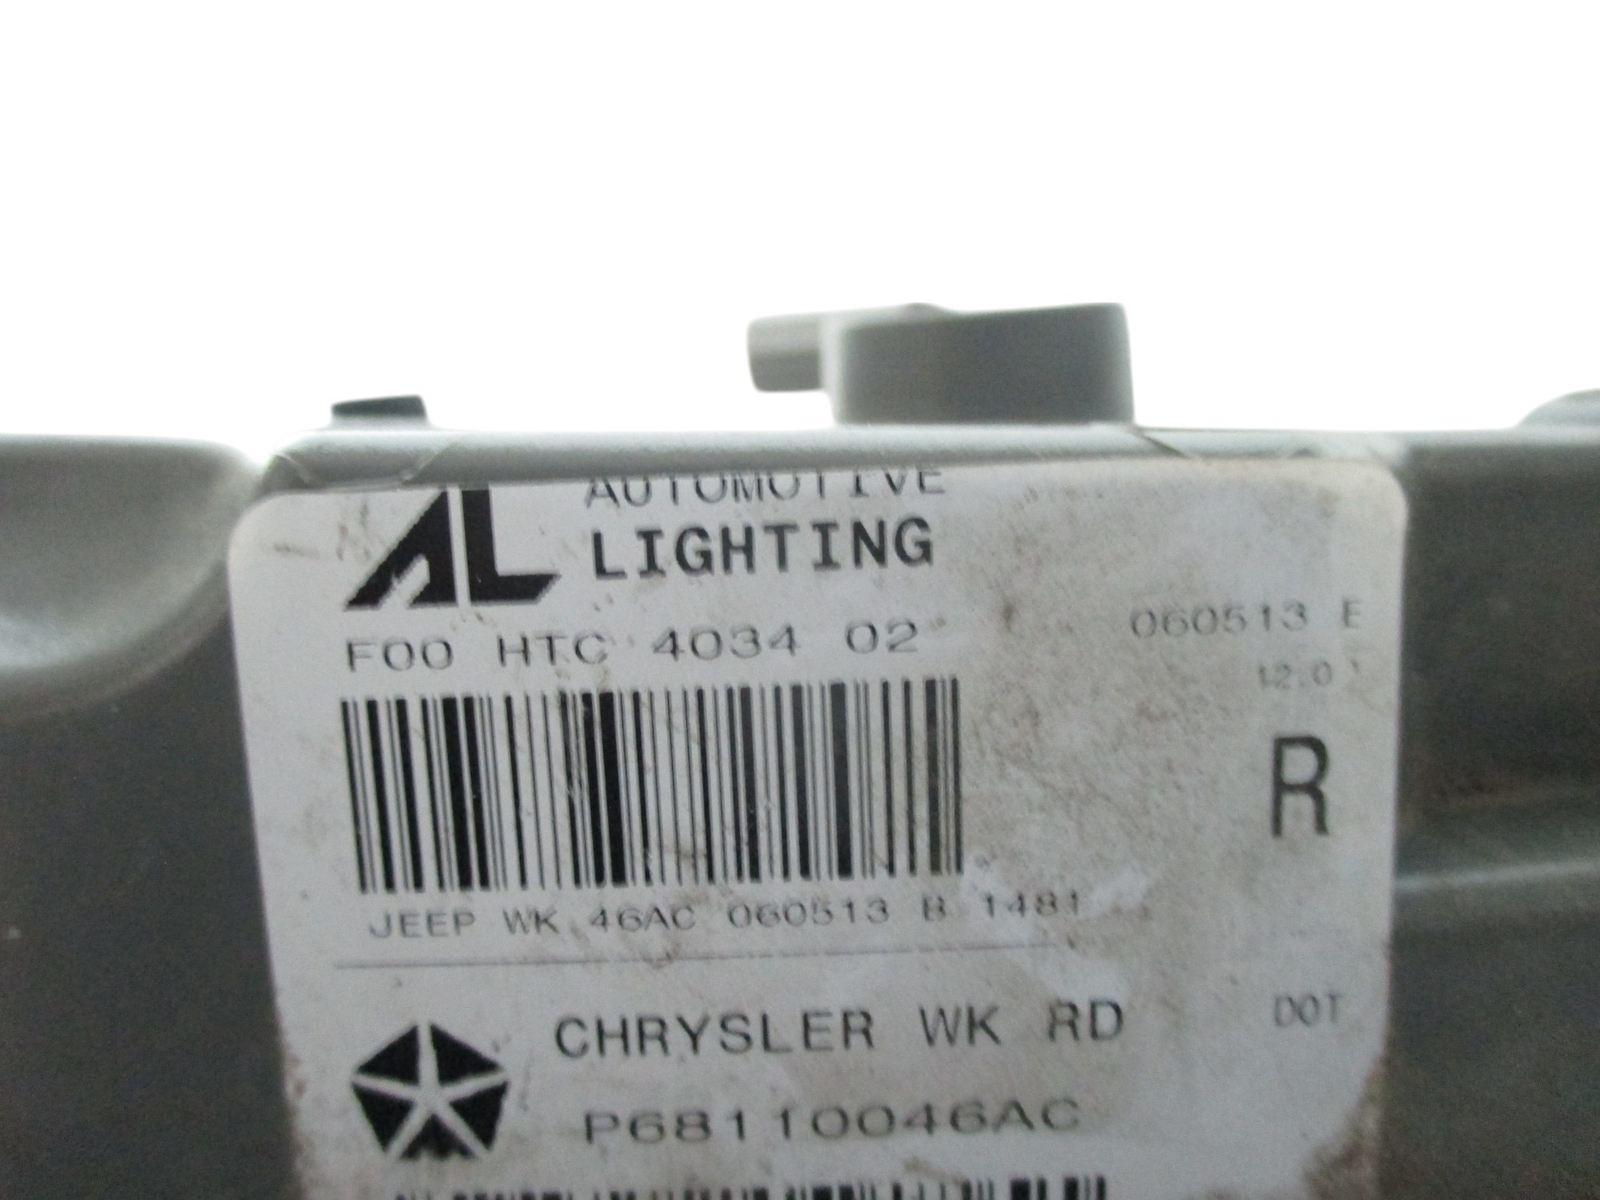 AL AUTOMOTIVE
LIGHTING
F00 HTC 4034 02
060513 E
12.0
R
JEEP WK 46AC 060513 B 1481
CHRYSLER WK RD
DOT
P68110046AC